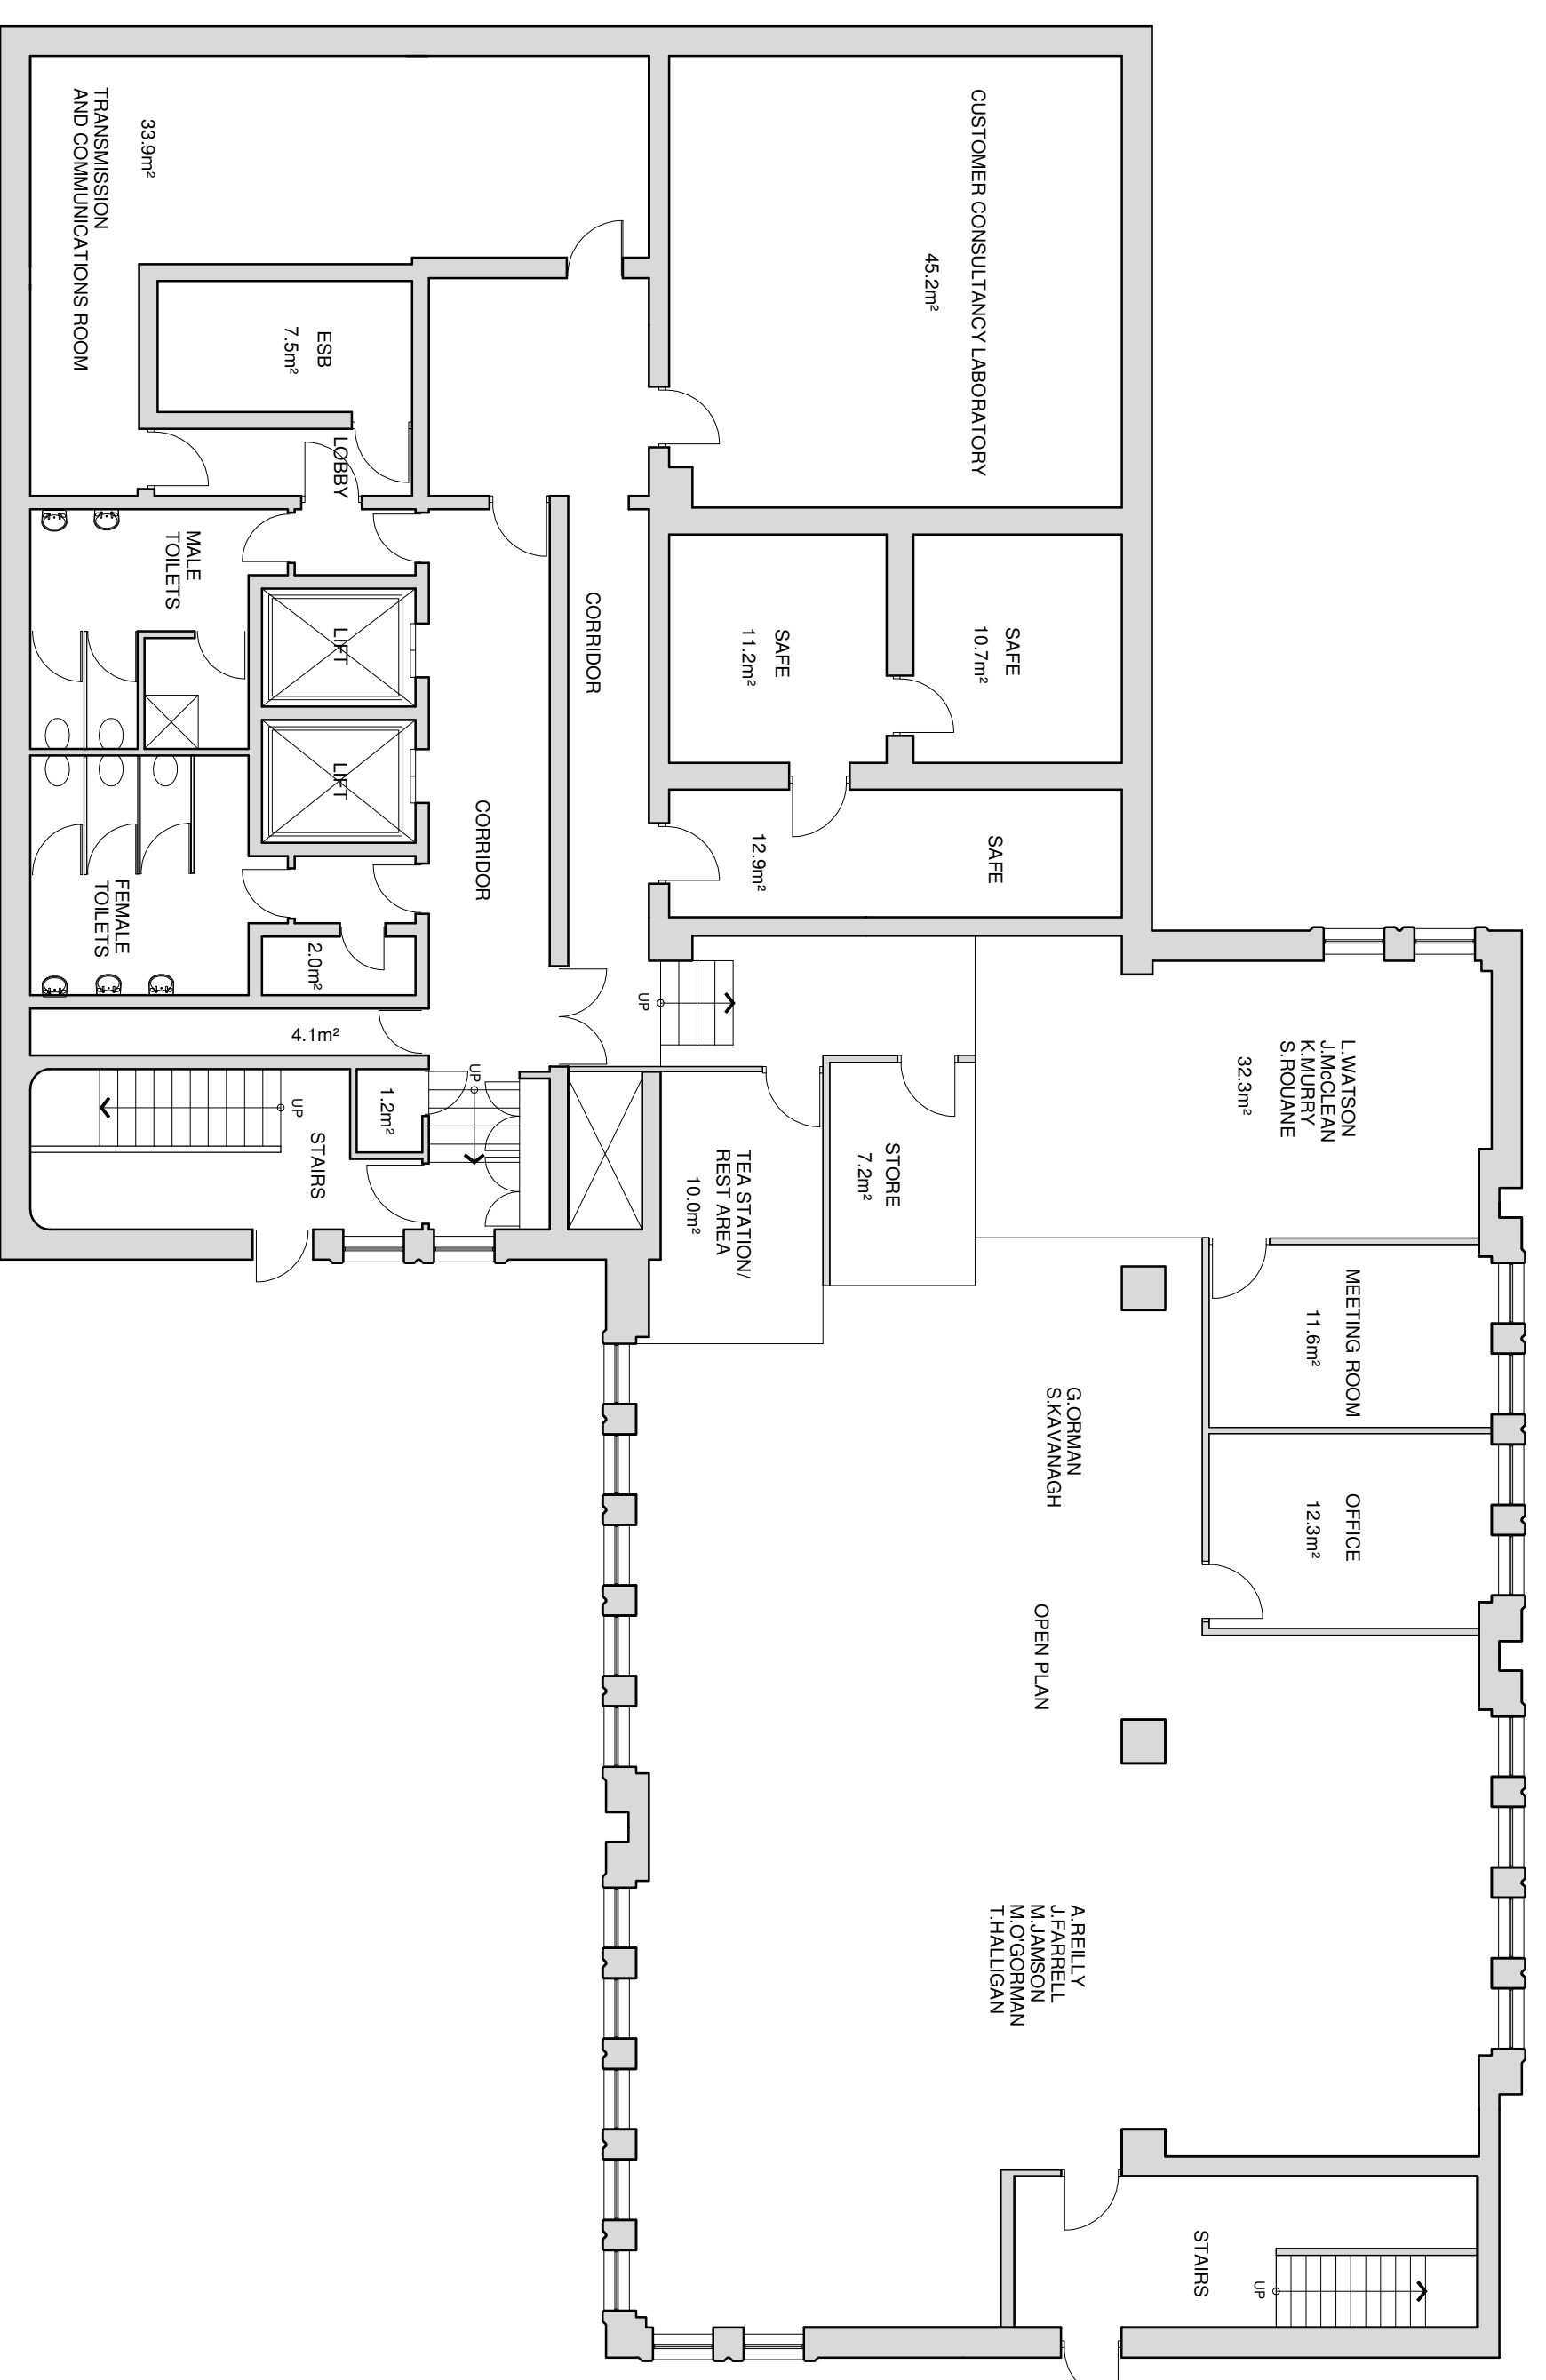 TRANSMISSION
AND COMMUNICATIONS ROOM
33.9m²
CUSTOMER CONSULTANCY LABORATORY
45.2m²
ESB
7.5m²
LOBBY
MALE
TOILETS
LIFT
LIFT
CORRIDOR
CORRIDOR
SAFE
11.2m²
SAFE
10.7m²
SAFE
12.9m²
FEMALE
TOILETS
2.0m²
4.1m²
UP
UP
UP
1.2m²
STAIRS
TEA STATION/
REST AREA
10.0m²
STORE
7.2m²
L.WATSON
J.McCLEAN
K.MURRY
S.ROUANE
32.3m²
MEETING ROOM
11.6m²
OFFICE
12.3m²
G.ORMAN
S.KAVANAGH
OPEN PLAN
A.REILLY
J.FARRELL
M.JAMSON
M.O'GORMAN
T.HALLIGAN
STAIRS
UP